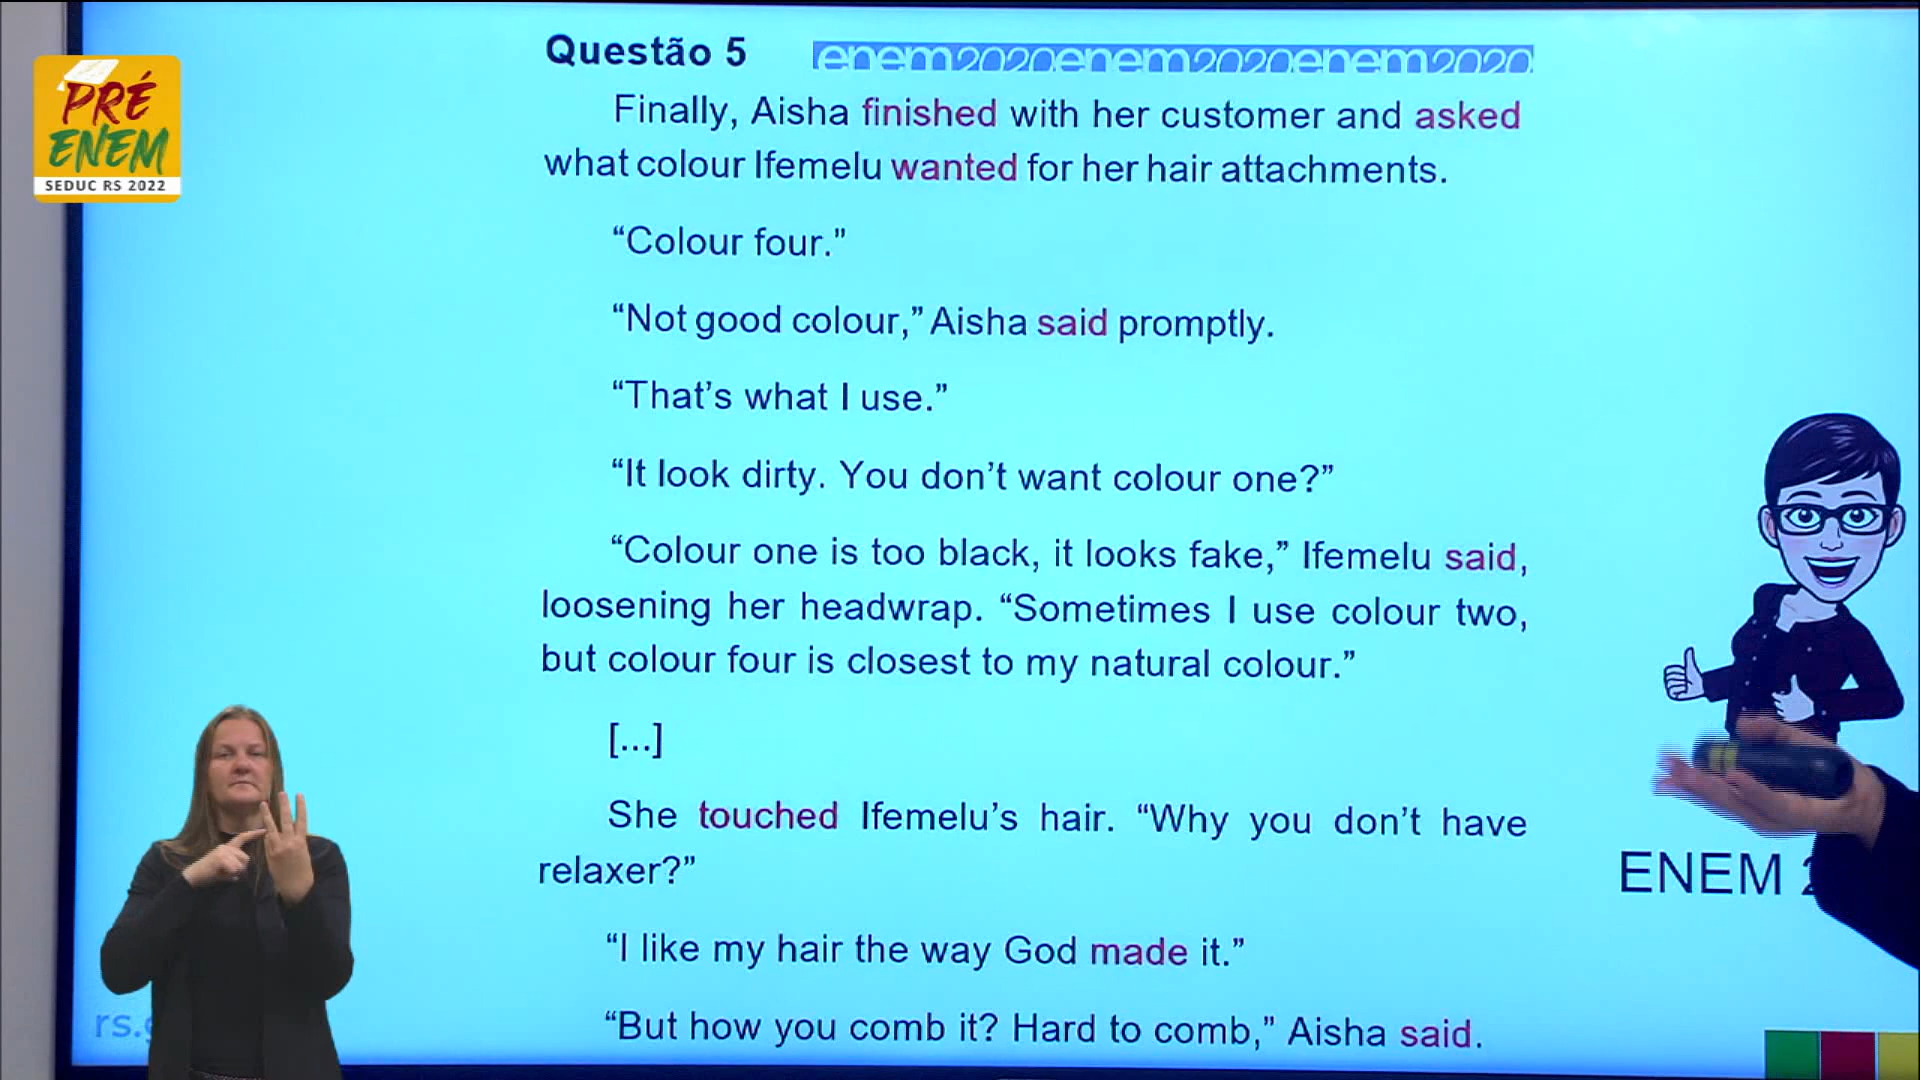 PRÉ
ENEM
SEDUC RS 2022
Questão 5
enem2020enem2020enem2020
Finally, Aisha finished with her customer and asked
what colour Ifemelu wanted for her hair attachments.
“Colour four.”
“Not good colour,” Aisha said promptly.
“That’s what I use.”
“It look dirty. You don’t want colour one?”
“Colour one is too black, it looks fake,” Ifemelu said,
loosening her headwrap. “Sometimes I use colour two,
but colour four is closest to my natural colour.”
[...]
She touched Ifemelu’s hair. “Why you don’t have
relaxer?”
“I like my hair the way God made it.”
“But how you comb it? Hard to comb,” Aisha said.
ENEM
rs.